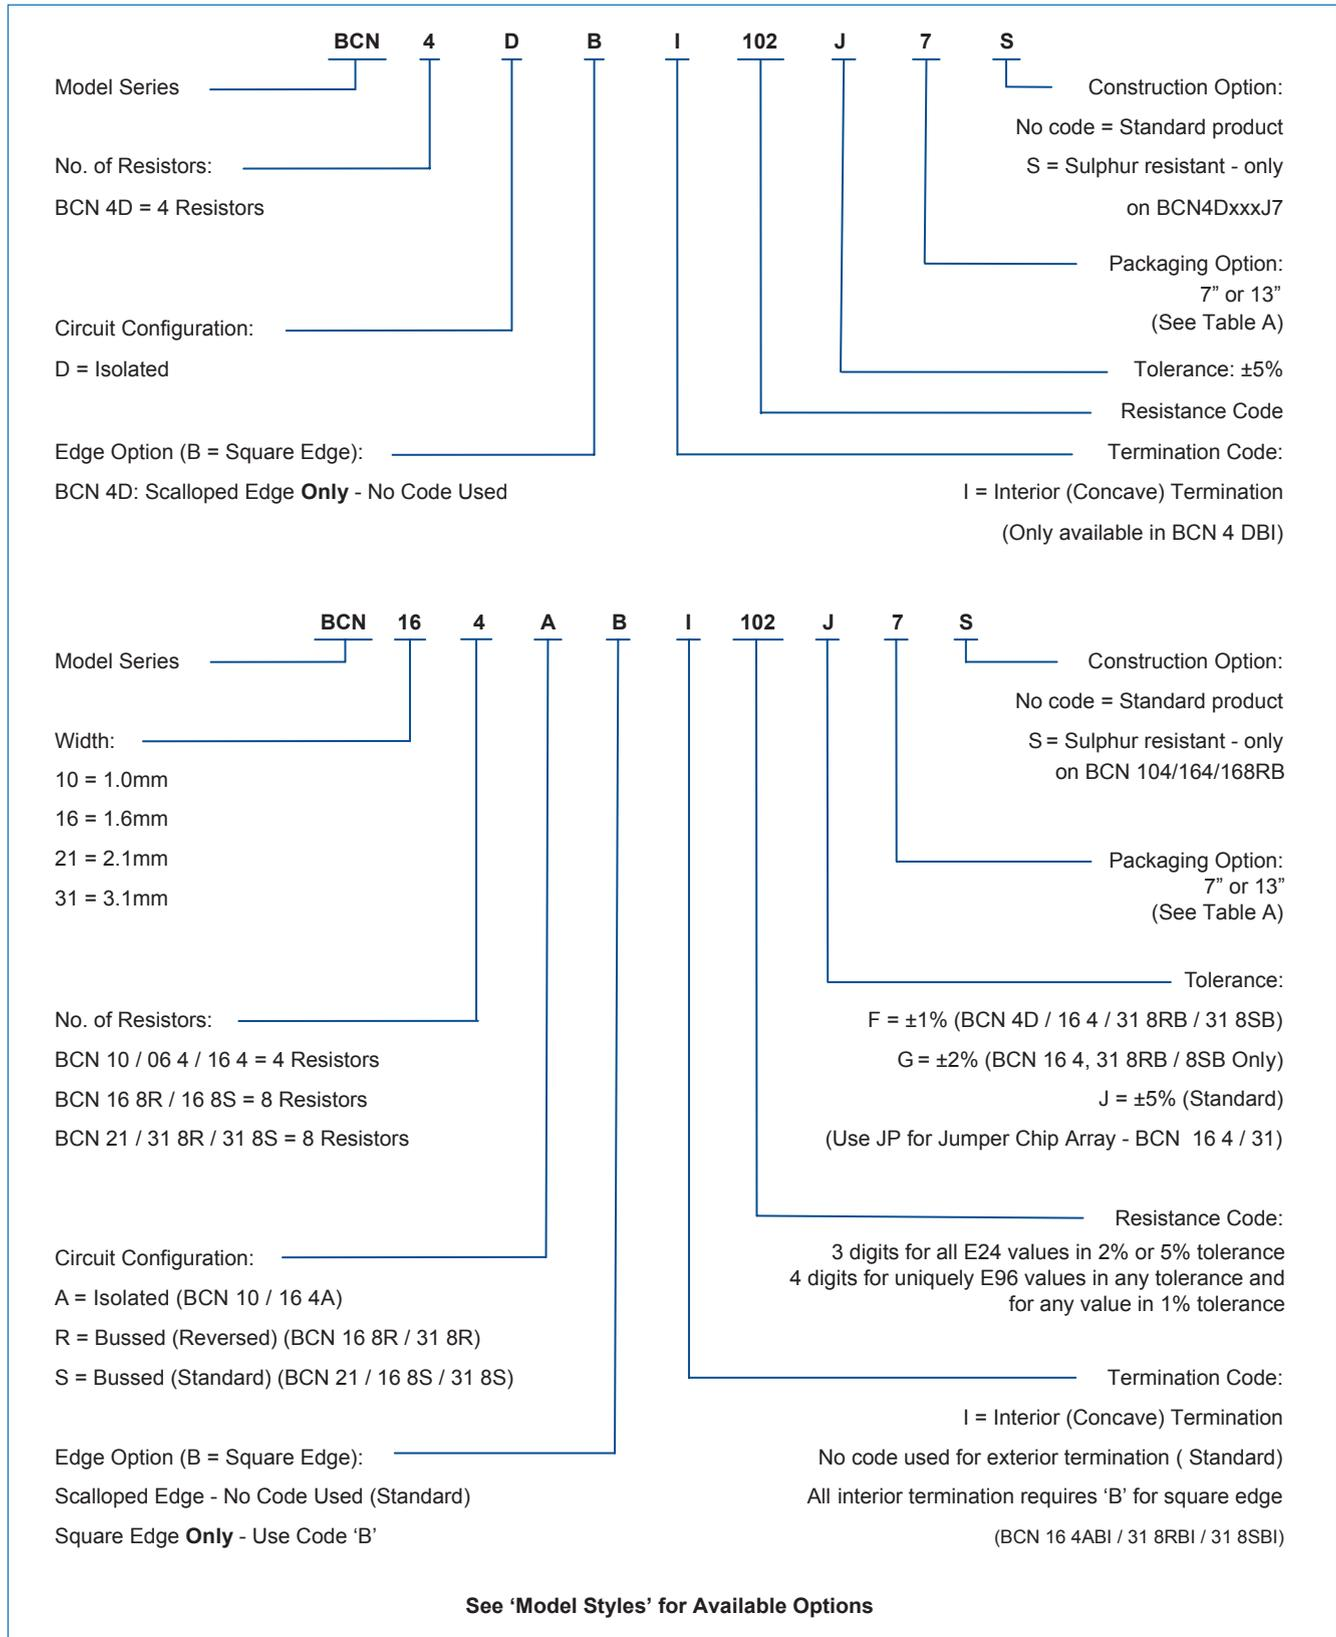 BCN 4 D B I 102 J 7 S
Model Series
Construction Option:
No code = Standard product
No. of Resistors:
S = Sulphur resistant - only
BCN 4D = 4 Resistors
on BCN4DxxxJ7
Packaging Option:
7” or 13”
(See Table A)
Circuit Configuration:
D = Isolated
Tolerance: ±5%
Resistance Code
Edge Option (B = Square Edge):
Termination Code:
BCN 4D: Scalloped Edge Only - No Code Used
I = Interior (Concave) Termination
(Only available in BCN 4 DBI)
BCN 16 4 A B I 102 J 7 S
Model Series
Construction Option:
No code = Standard product
Width:
S = Sulphur resistant - only
on BCN 104/164/168RB
10 = 1.0mm
16 = 1.6mm
21 = 2.1mm
31 = 3.1mm
Packaging Option:
7” or 13”
(See Table A)
Tolerance:
No. of Resistors:
F = ±1% (BCN 4D / 16 4 / 31 8RB / 31 8SB)
BCN 10 / 06 4 / 16 4 = 4 Resistors
G = ±2% (BCN 16 4, 31 8RB / 8SB Only)
BCN 16 8R / 16 8S = 8 Resistors
J = ±5% (Standard)
BCN 21 / 31 8R / 31 8S = 8 Resistors
(Use JP for Jumper Chip Array - BCN 16 4 / 31)
Resistance Code:
3 digits for all E24 values in 2% or 5% tolerance
4 digits for uniquely E96 values in any tolerance and
for any value in 1% tolerance
Circuit Configuration:
A = Isolated (BCN 10 / 16 4A)
R = Bussed (Reversed) (BCN 16 8R / 31 8R)
S = Bussed (Standard) (BCN 21 / 16 8S / 31 8S)
Termination Code:
I = Interior (Concave) Termination
Edge Option (B = Square Edge):
No code used for exterior termination ( Standard)
Scalloped Edge - No Code Used (Standard)
All interior termination requires ‘B’ for square edge
Square Edge Only - Use Code ‘B’
(BCN 16 4ABI / 31 8RBI / 31 8SBI)
See ‘Model Styles’ for Available Options